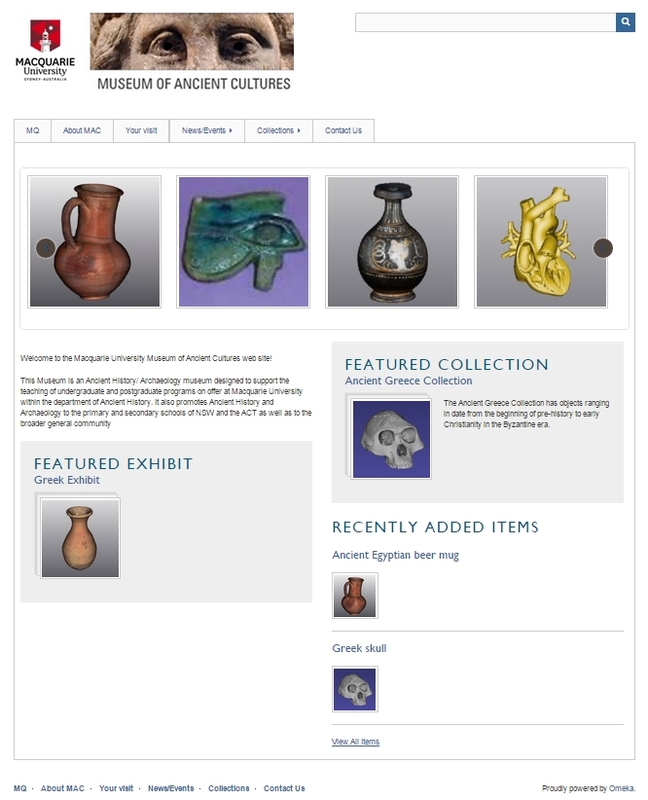 MACQUARIE
University
SYDNEY·AUSTRALIA
MUSEUM OF ANCIENT CULTURES
MQ
About MAC
Your visit
News/Events
Collections
Contact Us
Welcome to the Macquarie University Museum of Ancient Cultures web site!
This Museum is an Ancient History/ Archaeology museum designed to support the
teaching of undergraduate and postgraduate programs on offer at Macquarie University
within the department of Ancient History. It also promotes Ancient History and
Archaeology to the primary and secondary schools of NSW and the ACT as well as to the
broader general community
FEATURED EXHIBIT
Greek Exhibit
FEATURED COLLECTION
Ancient Greece Collection
The Ancient Greece Collection has objects ranging
in date from the beginning of pre-history to early
Christianity in the Byzantine era.
RECENTLY ADDED ITEMS
Ancient Egyptian beer mug
Greek skull
View All Items
MQ · About MAC · Your visit · News/Events · Collections · Contact Us
Proudly powered by Omeka.